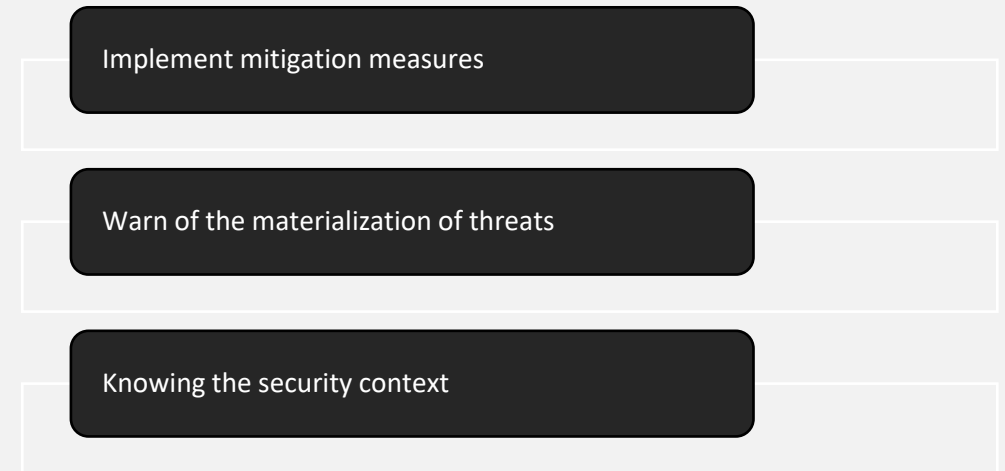 Implement mitigation measures
Warn of the materialization of threats
Knowing the security context